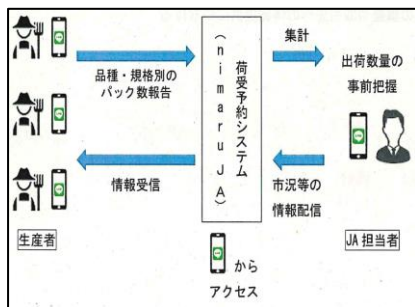 品種・規格別の
パック数報告
情報受信
生産者
荷受予約システム
(nimaru JA)
から
アクセス
集計
出荷数量の
事前把握
市況等の
情報配信
JA担当者